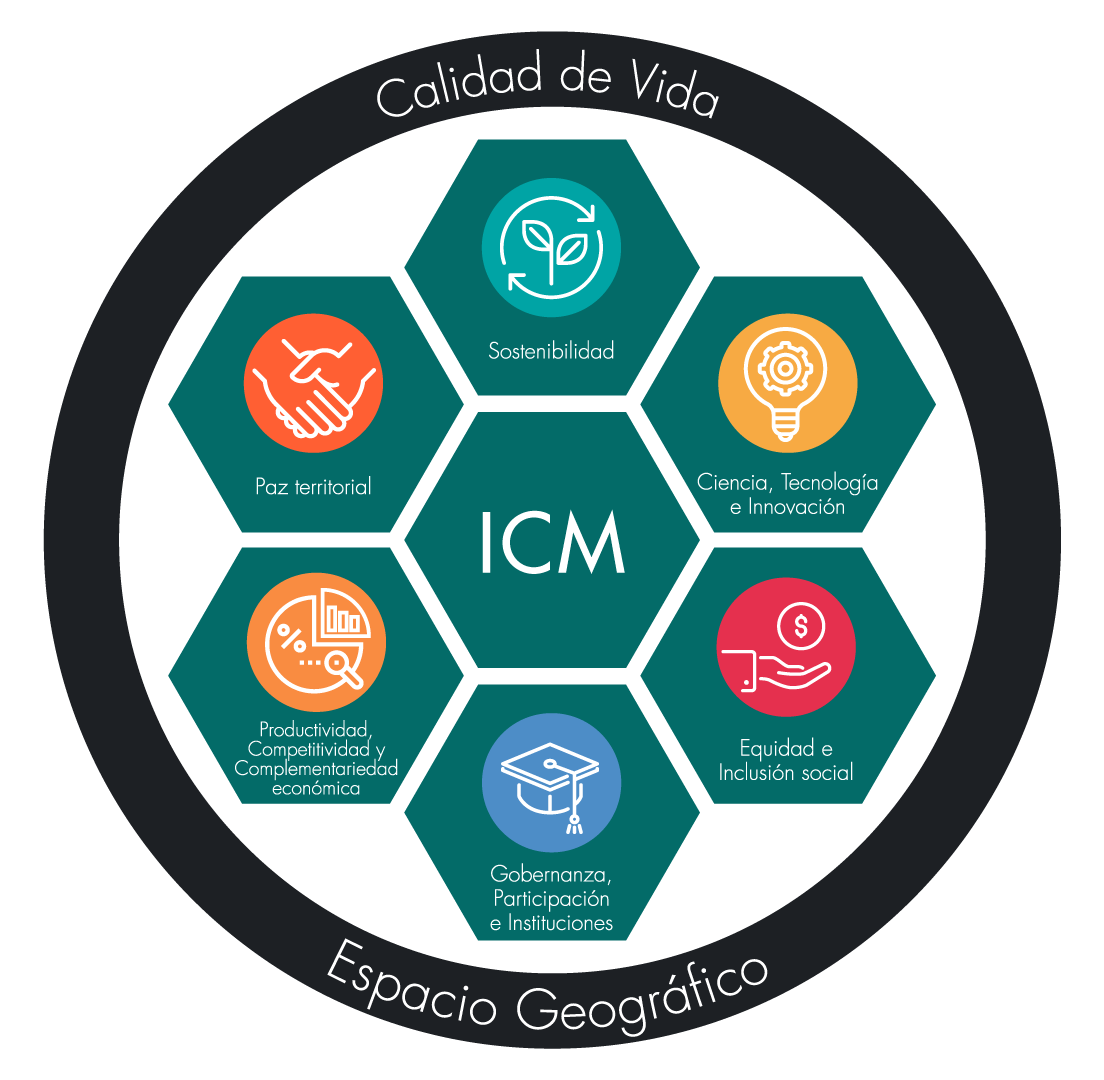 Calidad de Vida
Sostenibilidad
Paz territorial
Ciencia, Tecnología
e Innovación
ICM
Productividad,
Competitividad y
Complementariedad
económica
Equidad e
Inclusión social
Gobernanza,
Participación
e Instituciones
Espacio Geográfico
%
$